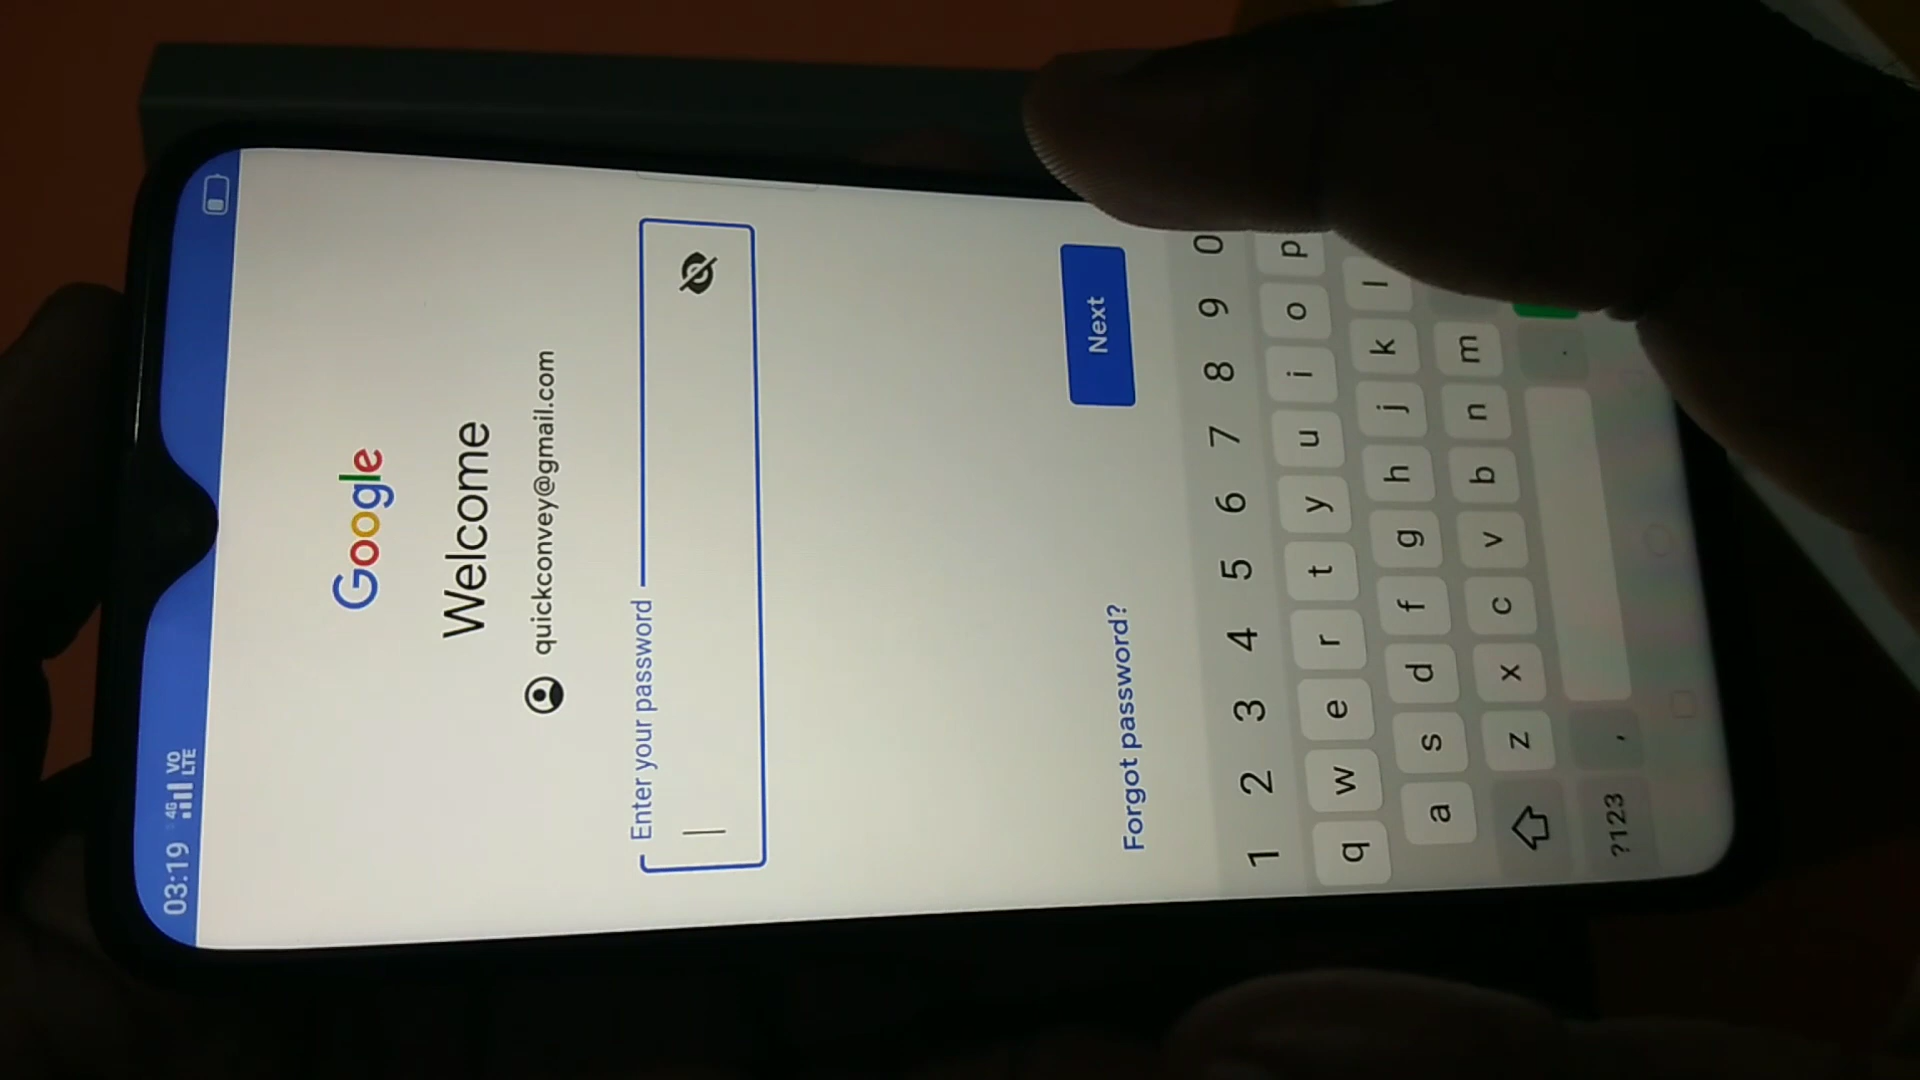 03:19 4G VO LTE
Google
Welcome
quickconvey@gmail.com
Enter your password
Forgot password?
Next
1 2 3 4 5 6 7 8 9 0
q w e r t y u i o p
a s d f g h j k l
z x c v b n m
?123 , .